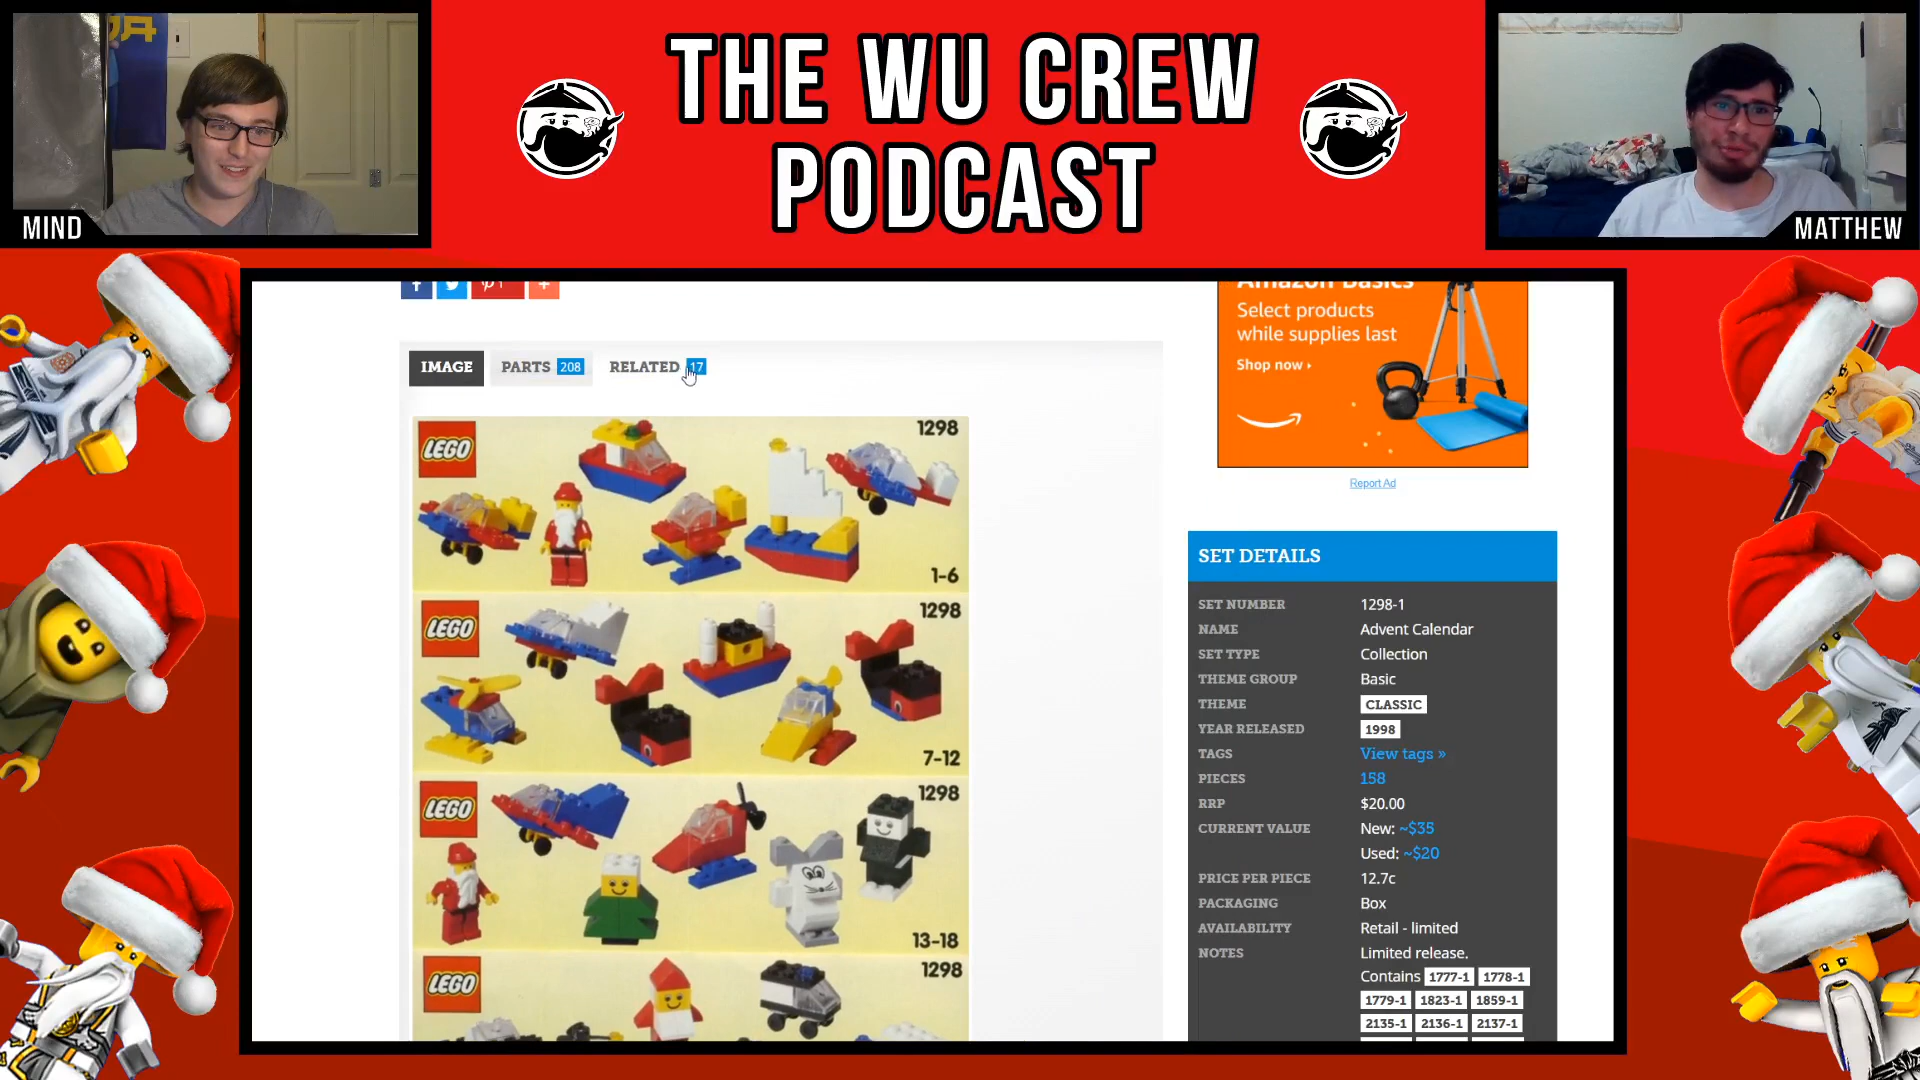 THE WU CREW
PODCAST
MIND
MATTHEW
Amazon Basics
Select products
while supplies last
Shop now
Report Ad
IMAGE
PARTS 208
RELATED 17
LEGO
1298
1-6
LEGO
1298
7-12
LEGO
1298
13-18
LEGO
1298
SET DETAILS
SET NUMBER 1298-1
NAME Advent Calendar
SET TYPE Collection
THEME GROUP Basic
THEME CLASSIC
YEAR RELEASED 1998
TAGS View tags »
PIECES 158
RRP $20.00
CURRENT VALUE New: ~$35
Used: ~$20
PRICE PER PIECE 12.7c
PACKAGING Box
AVAILABILITY Retail - limited
NOTES Limited release.
Contains 1777-1 1778-1
1779-1 1823-1 1859-1
2135-1 2136-1 2137-1